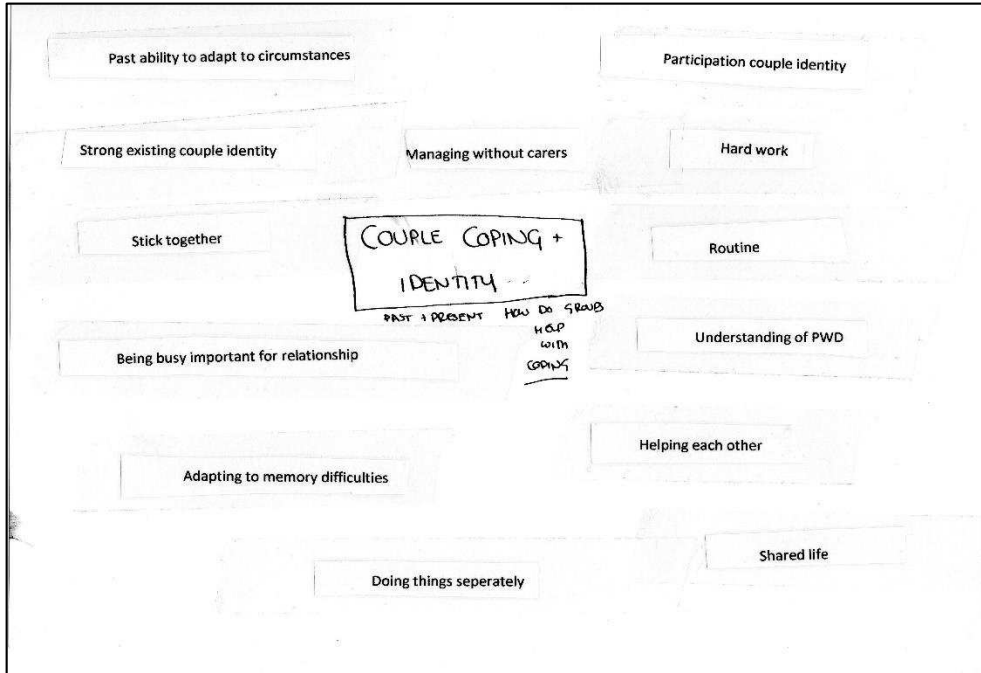 Past ability to adapt to circumstances
Participation couple identity
Strong existing couple identity
Managing without carers
Hard work
Stick together
COUPLE COPING +
IDENTITY
Routine
PAST + PRESENT HOW DO GROUPS
HELP
WITH
COPING
Understanding of PWD
Being busy important for relationship
Helping each other
Adapting to memory difficulties
Shared life
Doing things seperately